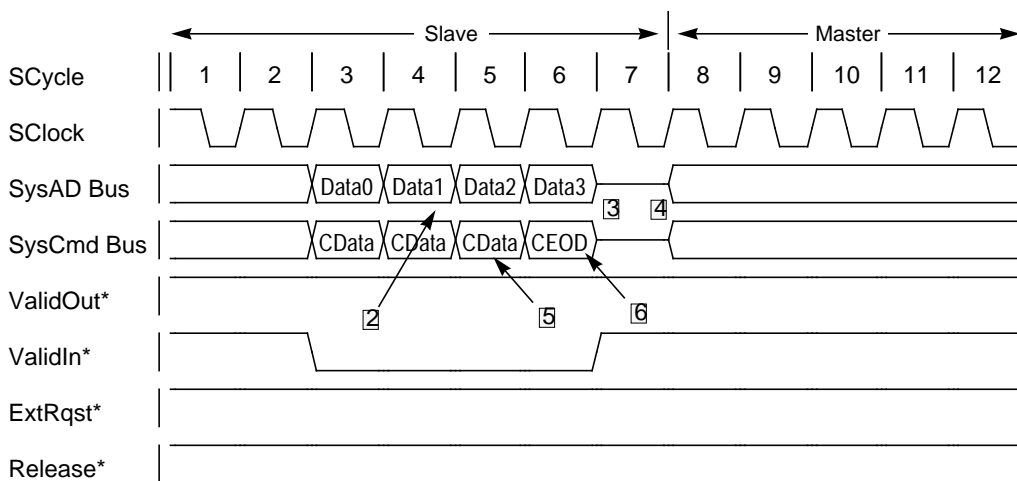 Slave Master
SCycle 1 2 3 4 5 6 7 8 9 10 11 12
SClock
SysAD Bus Data0 Data1 Data2 Data3
3 4
SysCmd Bus CData CData CData CEOD
ValidOut*
2 5 6
ValidIn*
ExtRqst*
Release*